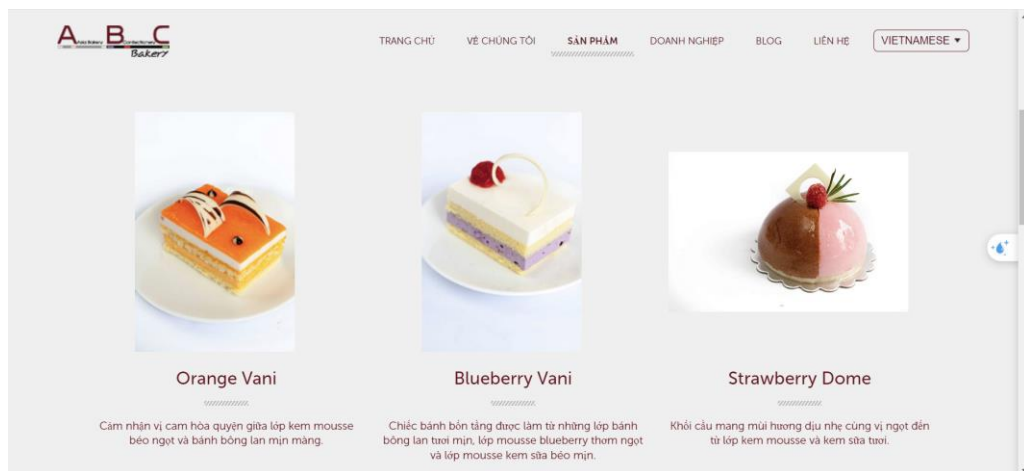 A B C
Bakery
TRANG CHỦ VỀ CHÚNG TÔI SẢN PHẨM DOANH NGHIỆP BLOG LIÊN HỆ VIETNAMESE
Orange Vani
Cảm nhận vị cam hòa quyện giữa lớp kem mousse
béo ngọt và bánh bông lan mịn màng.
Blueberry Vani
Chiếc bánh bốn tầng được làm từ những lớp bánh
bông lan tươi mịn, lớp mousse blueberry thơm ngọt
và lớp mousse kem sữa béo mịn.
Strawberry Dome
Khối cầu mang mùi hương dịu nhẹ cùng vị ngọt đến
từ lớp kem mousse và kem sữa tươi.